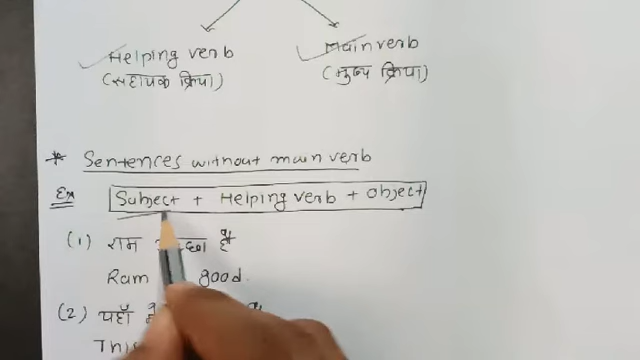 Helping verb
Main verb
(सहायक क्रिया)
(मुख्य क्रिया)
* Sentences without main verb
Ex
Subject + Helping verb + Object
(1) राम है
Ram good.
(2) यहाँ
This